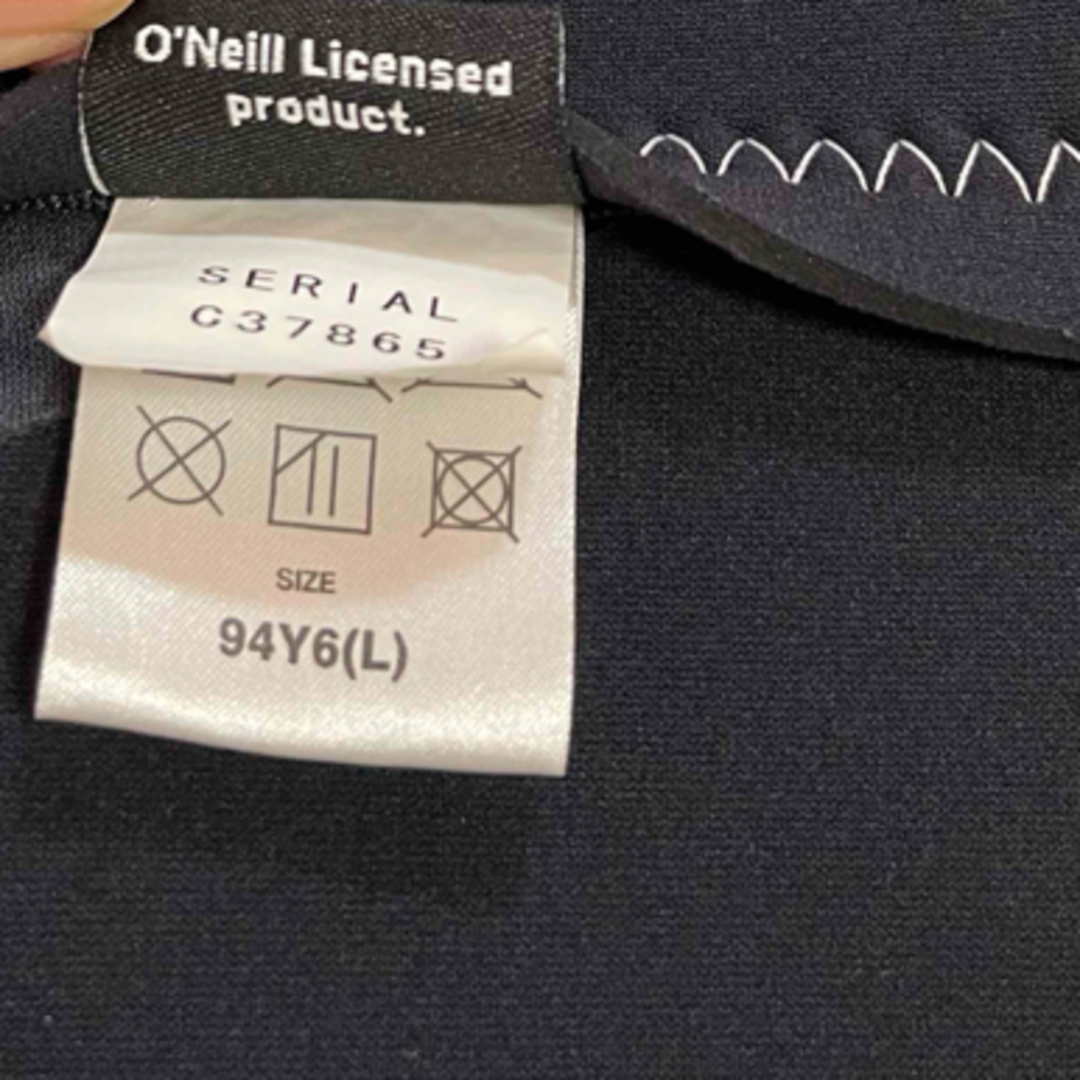 O'Neill Licensed
product.
SERIAL
C37865
SIZE
94Y6(L)